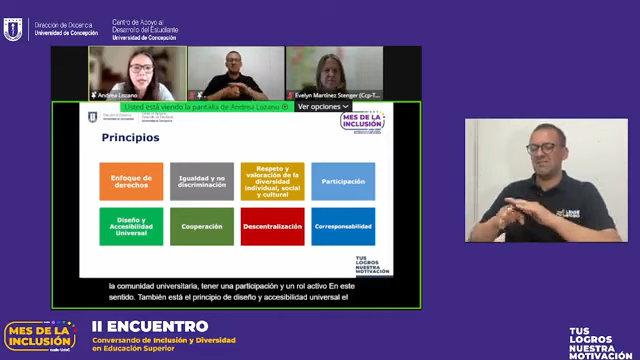 Dirección de Docencia
Universidad de Concepción
Centro de Apoyo al
Desarrollo del Estudiante
Universidad de Concepción
Andrea Lozano
Evelyn Martínez Stenger (Ccp-T...
Usted está viendo la pantalla de Andrea Lozano
Ver opciones
MES DE LA
INCLUSIÓN
Principios
Enfoque de
derechos
Igualdad y no
discriminación
Respeto y
valoración de la
diversidad
individual, social
y cultural
Participación
Diseño y
Accesibilidad
Universal
Cooperación
Descentralización
Corresponsabilidad
TUS
LOGROS
NUESTRA
MOTIVACIÓN
la comunidad universitaria, tener una participación y un rol activo En este
sentido. También está el principio de diseño y accesibilidad universal el
MES DE LA
INCLUSIÓN
II ENCUENTRO
Conversando de Inclusión y Diversidad
en Educación Superior
TUS
LOGROS
NUESTRA
MOTIVACIÓN